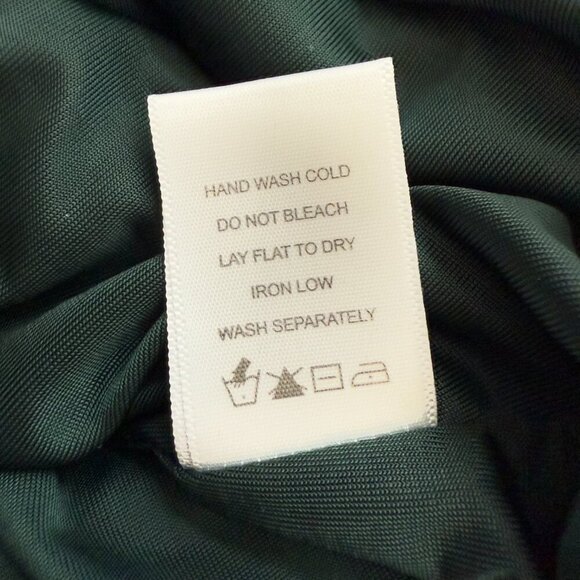 HAND WASH COLD
DO NOT BLEACH
LAY FLAT TO DRY
IRON LOW
WASH SEPARATELY